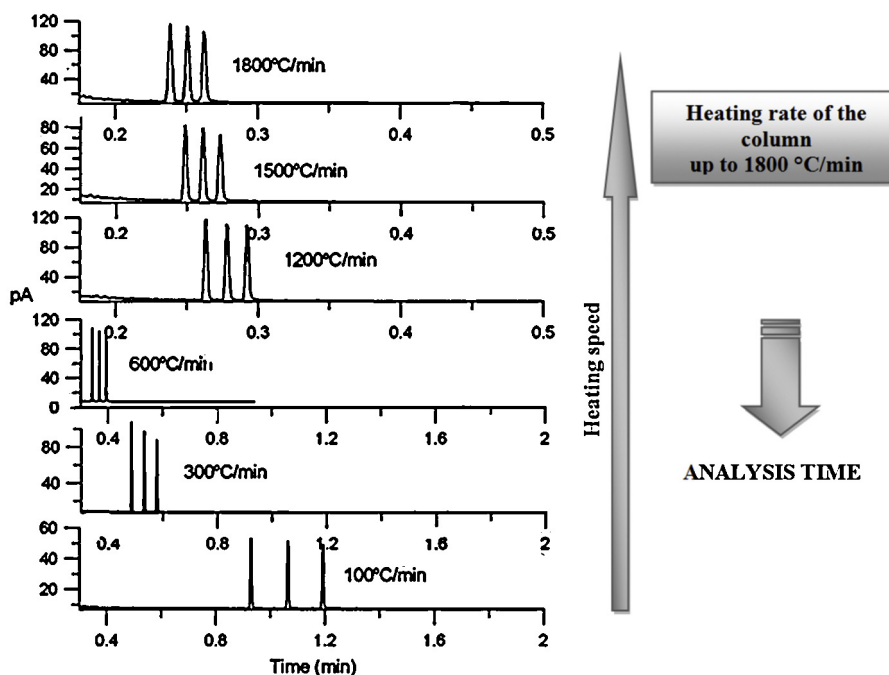 120
80
40
1800°C/min
0.2 0.3 0.4 0.5
80
60
40
20
1500°C/min
0.2 0.3 0.4 0.5
120
80
40
1200°C/min
pA
0.2 0.3 0.4 0.5
120
80
40
0
600°C/min
0.4 0.8 1.2 1.6 2
80
40
300°C/min
0.4 0.8 1.2 1.6 2
60
40
20
100°C/min
0.4 0.8 1.2 1.6 2
Time (min)
Heating speed
Heating rate of the
column
up to 1800 °C/min
ANALYSIS TIME